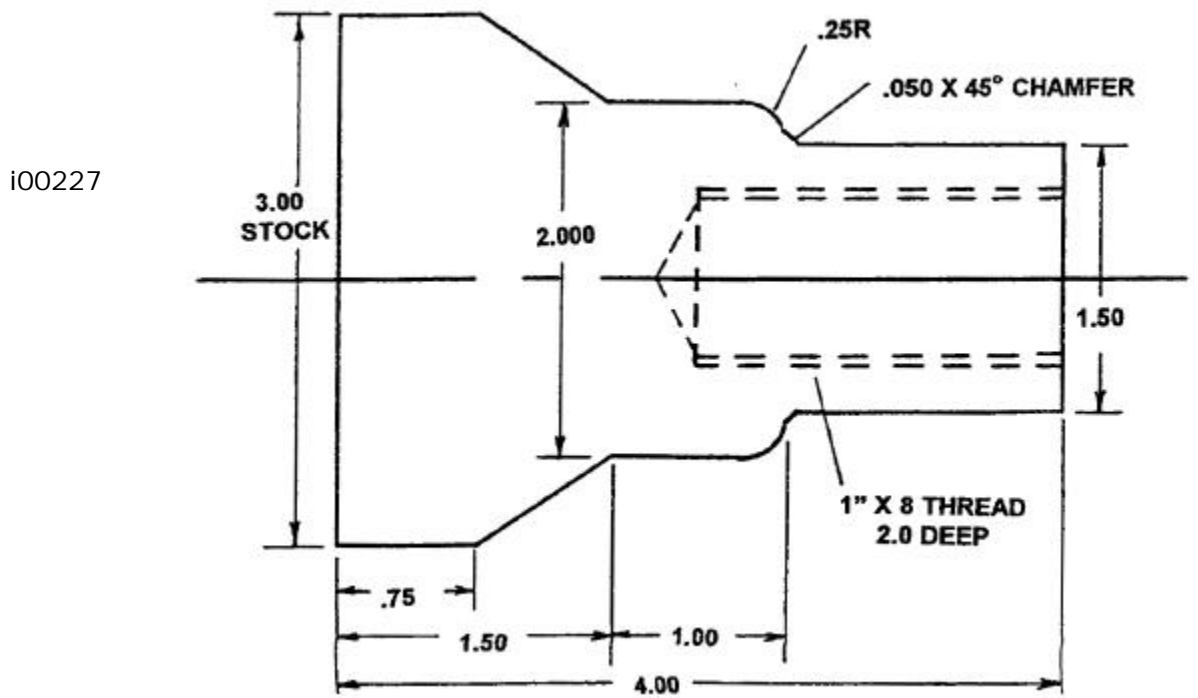 .25R
.050 X 45° CHAMFER
i00227
3.00
STOCK
2.000
1.50
1" X 8 THREAD
2.0 DEEP
.75
1.50
1.00
4.00